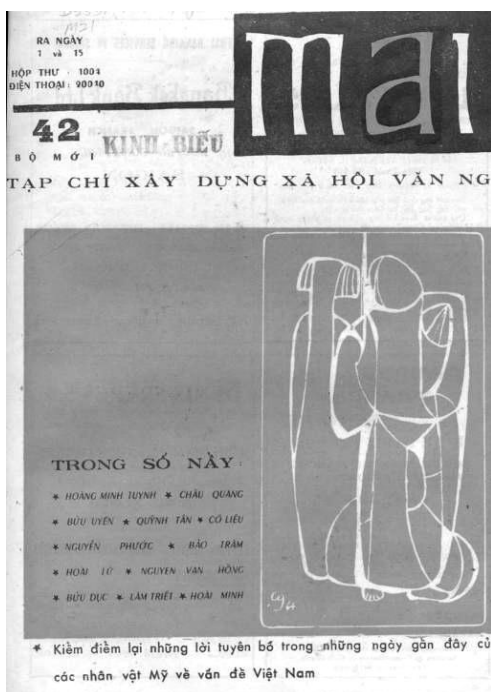 RA NGÀY
1 và 15
HỘP THƯ : 1004
ĐIỆN THOẠI : 90010
mai
42
BỘ MỚI
KINH-BIẾU
TẠP CHÍ XÂY DỰNG XÃ HỘI VĂN NG
TRONG SỐ NẦY :
* HOÀNG MINH TUYNH * CHÂU QUANG
* BỬU UYÊN * QUỲNH TÂN * CÔ LIÊU
* NGUYỄN PHƯỚC * BẢO TRÂM
* HOÀI LỮ * NGUYỄN VAN HỒNG
* BỬU DỤC * LÂM TRIẾT * HOÀI MINH
* Kiểm điểm lại những lời tuyên bố trong những ngày gần đây củ
các nhân vật Mỹ về vấn đề Việt Nam